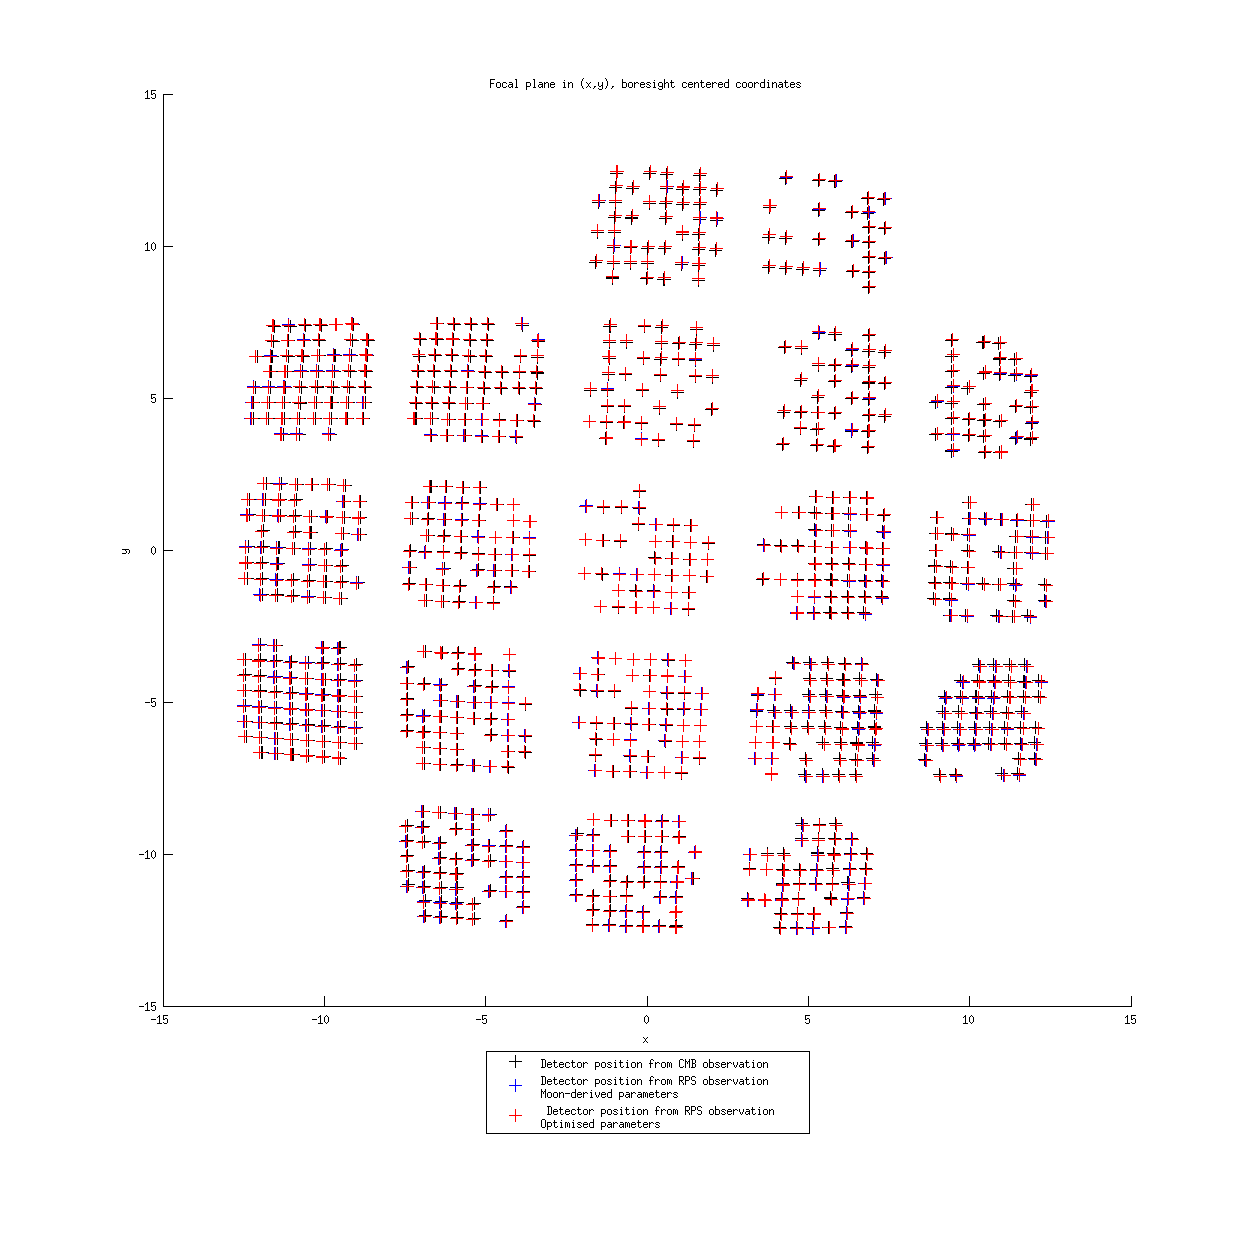 Focal plane in (x,y), boresight centered coordinates
15
10
5
y
0
-5
-10
-15
-15
-10
-5
0
5
10
15
x
Detector position from CMB observation
Detector position from RPS observation
Moon-derived parameters
Detector position from RPS observation
Optimised parameters